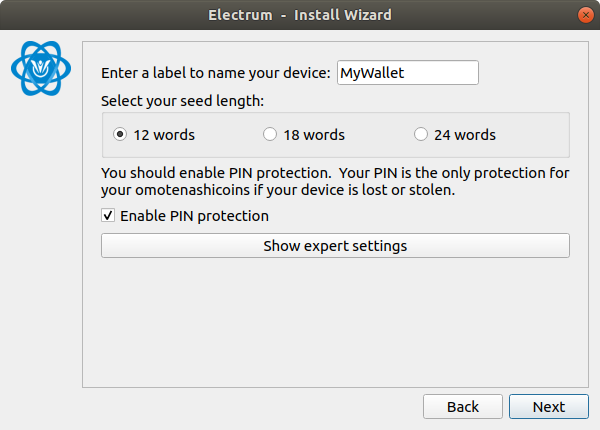 Electrum - Install Wizard
Enter a label to name your device: MyWallet
Select your seed length:
12 words 18 words 24 words
You should enable PIN protection. Your PIN is the only protection for
your omotenashicoins if your device is lost or stolen.
Enable PIN protection
Show expert settings
Back Next